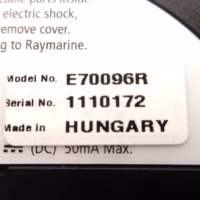 electric shock,
remove cover.
g to Raymarine.
Model No. E70096R
Serial No. 1110172
Made in HUNGARY
(DC) 50mA Max.